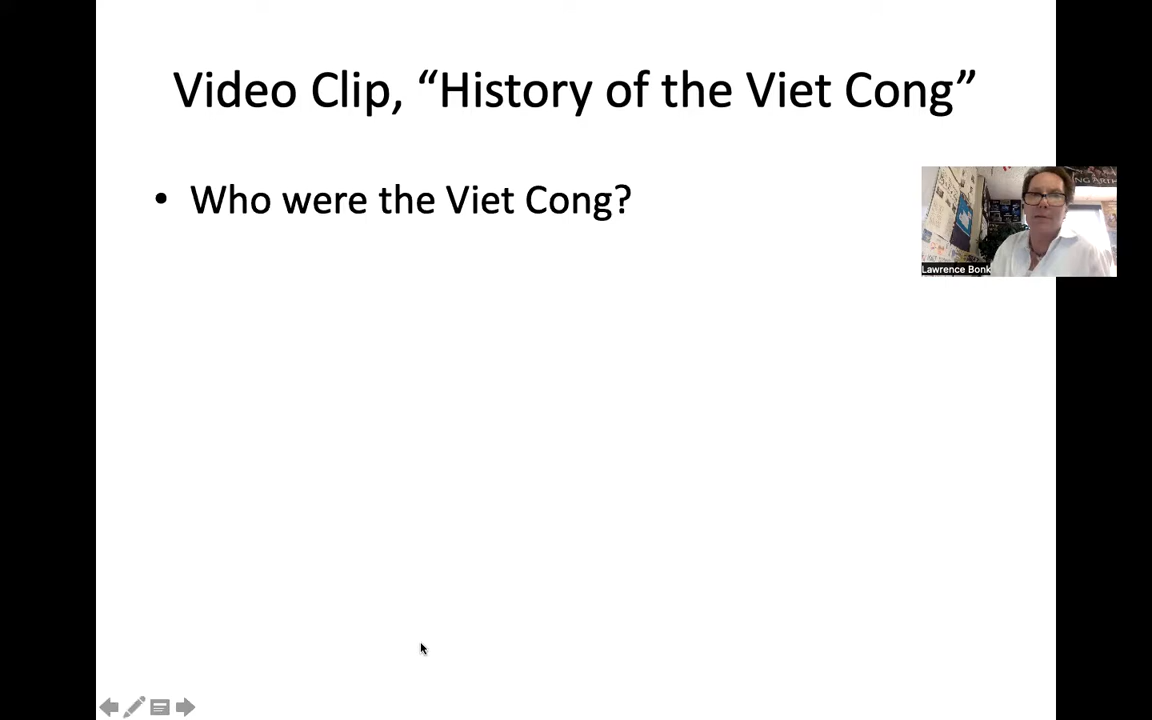 Video Clip, “History of the Viet Cong”
• Who were the Viet Cong?
Lawrence Bonk